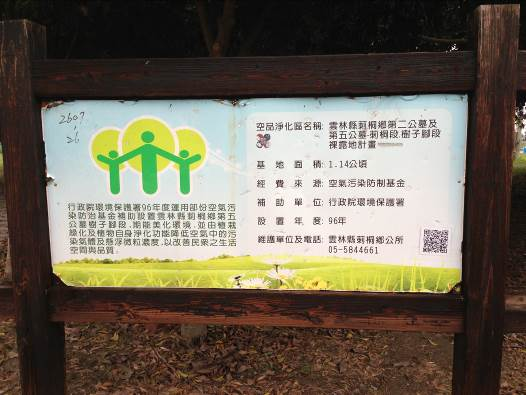 2607
26
行政院環境保護署96年度運用部份空氣污
染防治基金補助設置雲林縣莿桐鄉第五
公墓樹子腳段，期能美化環境，並由植栽
綠化及植物自身淨化功能降低空氣中的污
染氣體及懸浮微粒濃度，以改善民眾之生活
空間與品質。
空品淨化區名稱: 雲林縣莿桐鄉第二公墓及
第五公墓-莿桐段.樹子腳段
裸露地計畫
基地面積: 1.14公頃
經費來源: 空氣污染防制基金
補助單位: 行政院環境保護署
設置年度: 96年
維護單位及電話: 雲林縣莿桐鄉公所
05-5844661